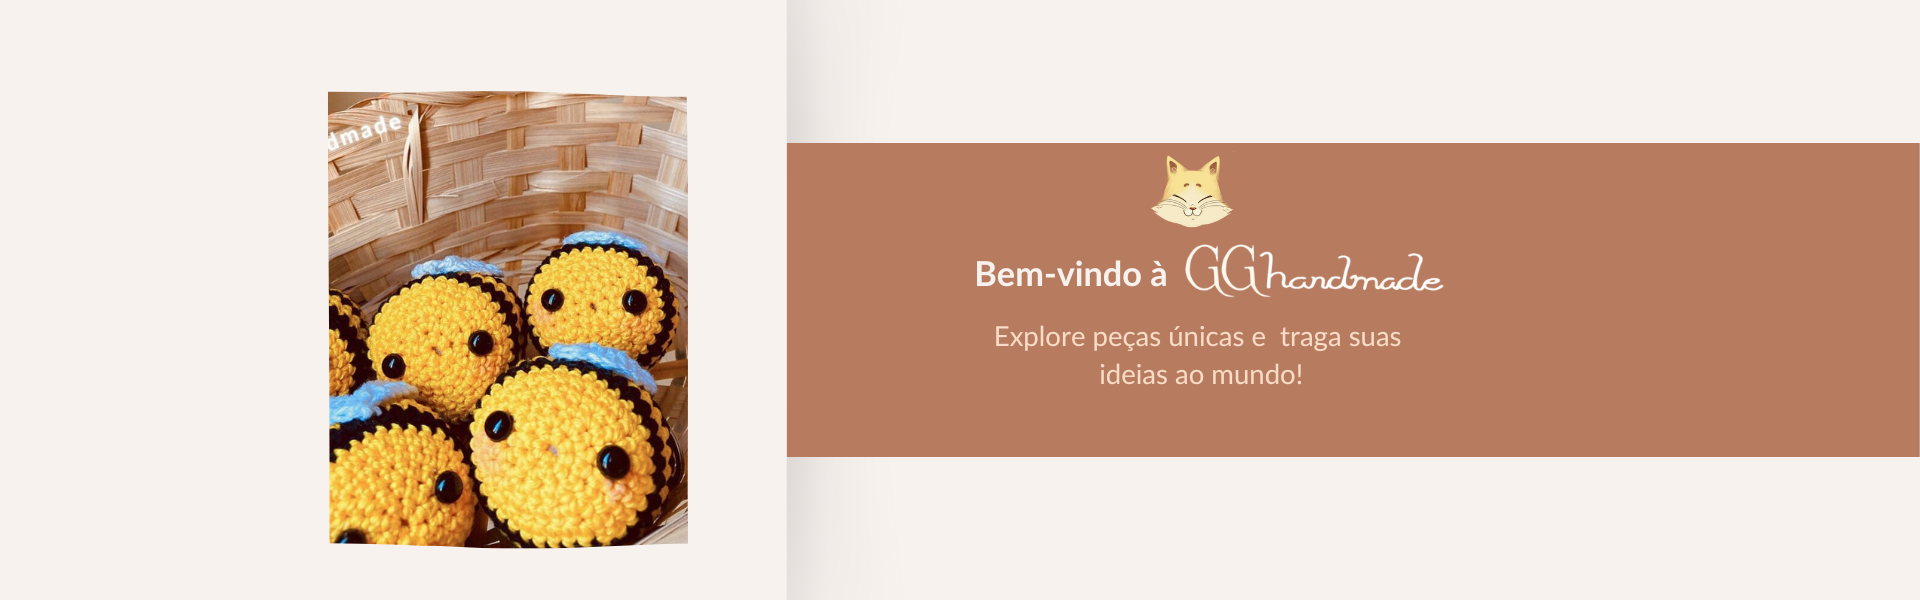 dmade
Bem-vindo à GGhandmade
Explore peças únicas e traga suas
ideias ao mundo!